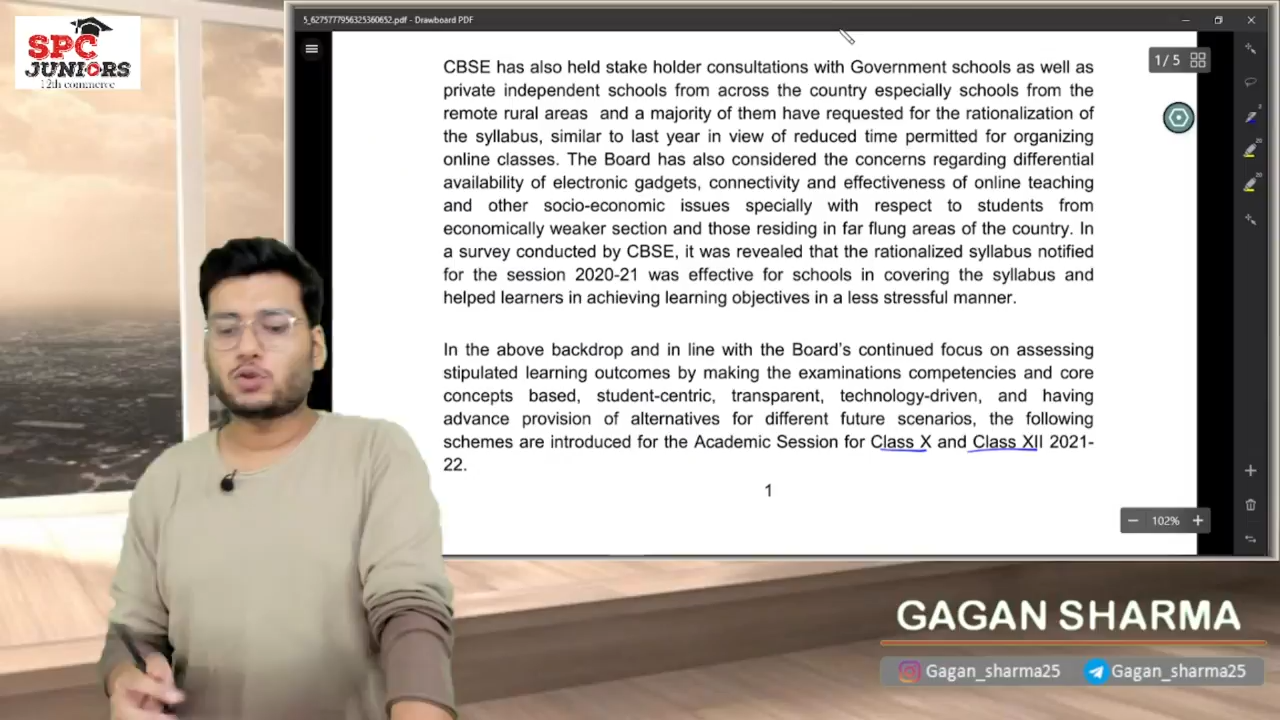 SPC
JUNIORS
12th commerce
5_6275777956325360652.pdf - Drawboard PDF
1 / 5
CBSE has also held stake holder consultations with Government schools as well as
private independent schools from across the country especially schools from the
remote rural areas and a majority of them have requested for the rationalization of
the syllabus, similar to last year in view of reduced time permitted for organizing
online classes. The Board has also considered the concerns regarding differential
availability of electronic gadgets, connectivity and effectiveness of online teaching
and other socio-economic issues specially with respect to students from
economically weaker section and those residing in far flung areas of the country. In
a survey conducted by CBSE, it was revealed that the rationalized syllabus notified
for the session 2020-21 was effective for schools in covering the syllabus and
helped learners in achieving learning objectives in a less stressful manner.
In the above backdrop and in line with the Board's continued focus on assessing
stipulated learning outcomes by making the examinations competencies and core
concepts based, student-centric, transparent, technology-driven, and having
advance provision of alternatives for different future scenarios, the following
schemes are introduced for the Academic Session for Class X and Class XII 2021-
22.
1
102%
GAGAN SHARMA
Gagan_sharma25
Gagan_sharma25